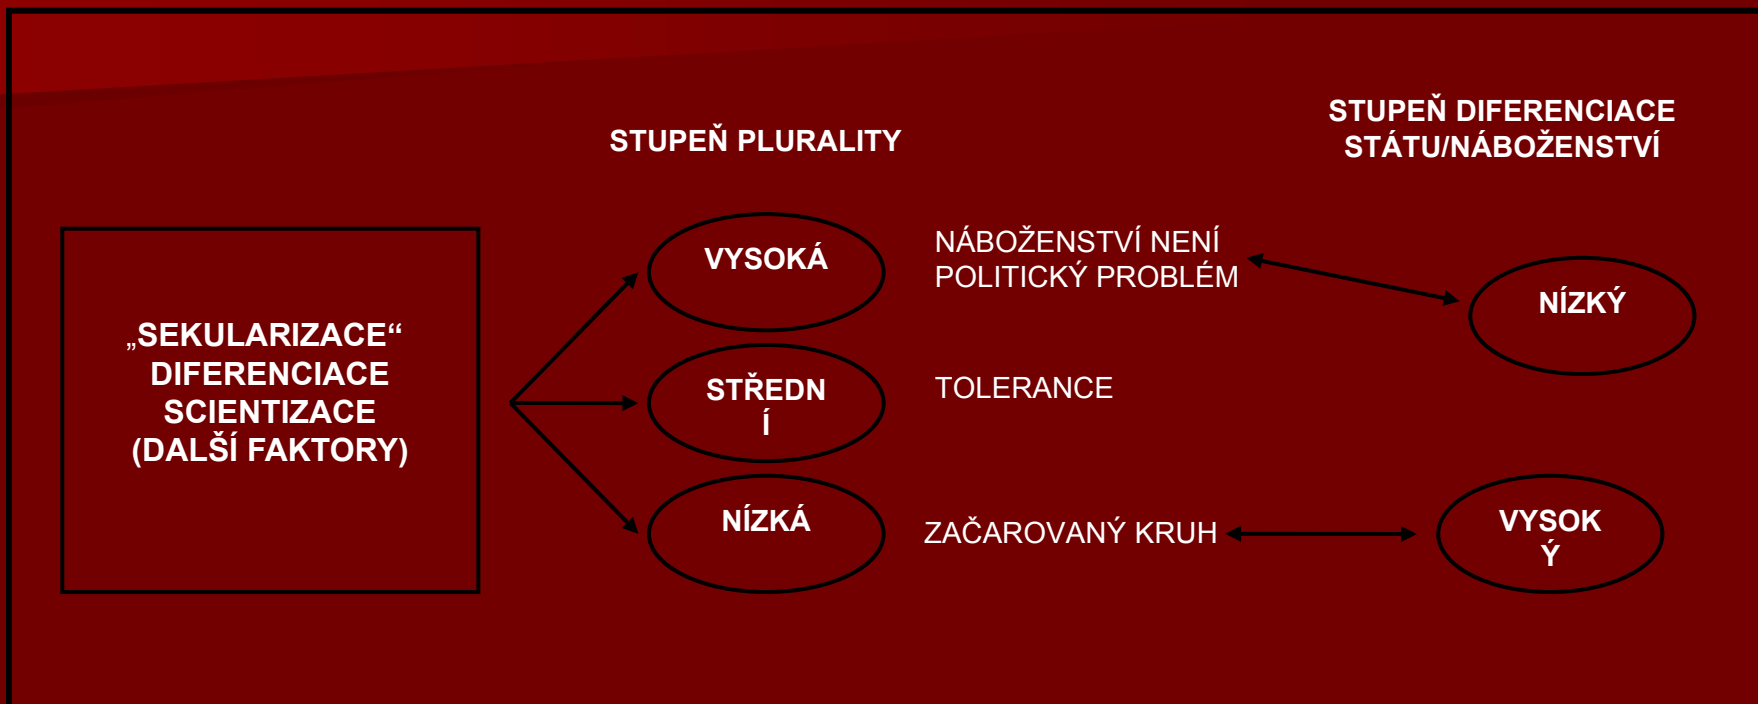 STUPEŇ PLURALITY
STUPEŇ DIFERENCIACE
STÁTU/NÁBOŽENSTVÍ
„SEKULARIZACE“
DIFERENCIACE
SCIENTIZACE
(DALŠÍ FAKTORY)
VYSOKÁ
NÁBOŽENSTVÍ NENÍ
POLITICKÝ PROBLÉM
NÍZKÝ
STŘEDN
Í
TOLERANCE
NÍZKÁ
ZAČAROVANÝ KRUH
VYSOK
Ý